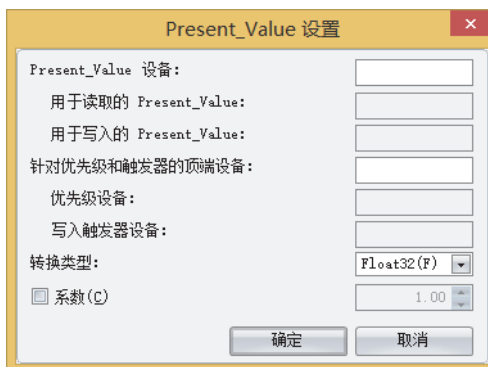 Present_Value 设置
Present_Value 设备:
用于读取的 Present_Value:
用于写入的 Present_Value:
针对优先级和触发器的顶端设备:
优先级设备:
写入触发器设备:
转换类型: Float32(F)
系数(C) 1.00
确定 取消